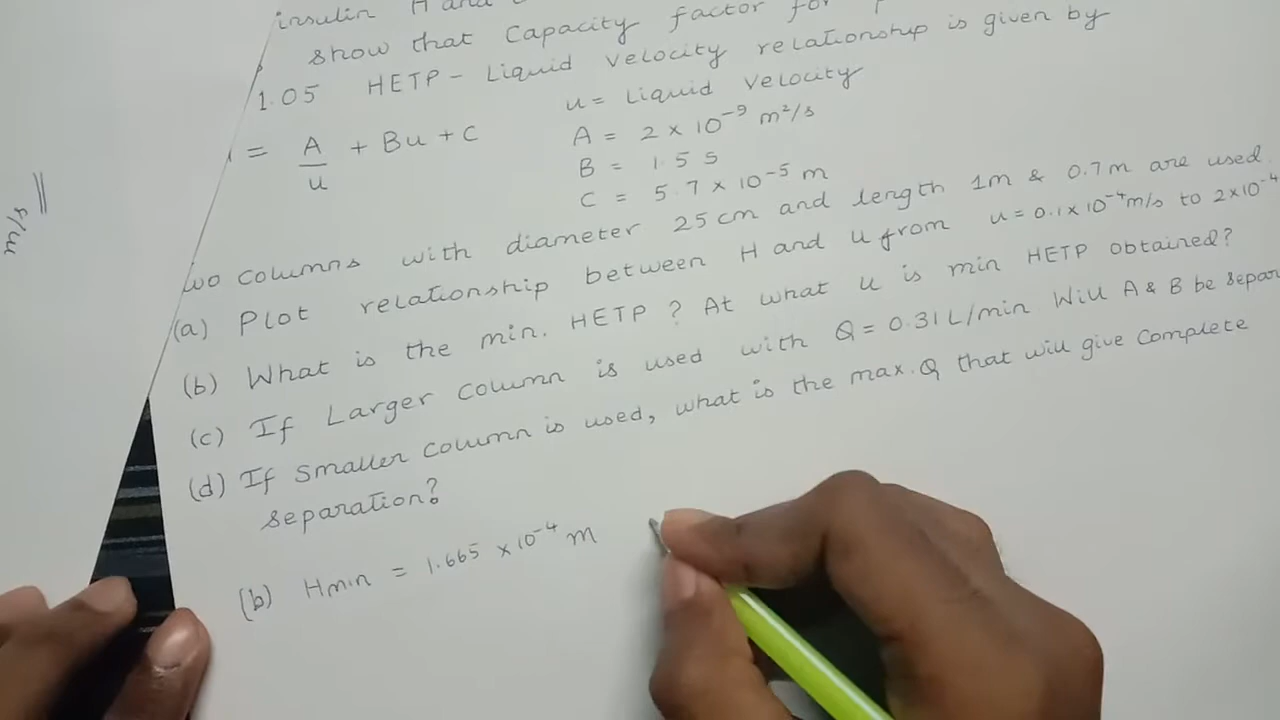 insulin
show that Capacity factor for
1.05 HETP - Liquid velocity relationship is given by
= A/u + Bu + C
u = Liquid velocity
A = 2 × 10⁻⁹ m²/s
B = 1.5 s
C = 5.7 × 10⁻⁵ m
wo columns with diameter 25 cm and length 1m & 0.7m are used.
(a) Plot relationship between H and u from u = 0.1×10⁻⁴ m/s to 2×10⁻⁴
(b) What is the min. HETP ? At what u is min HETP obtained?
(c) If Larger column is used with Q = 0.31 L/min Will A & B be separ
(d) If smaller column is used, what is the max. Q that will give complete
separation?
(b) Hmin = 1.665 × 10⁻⁴ m